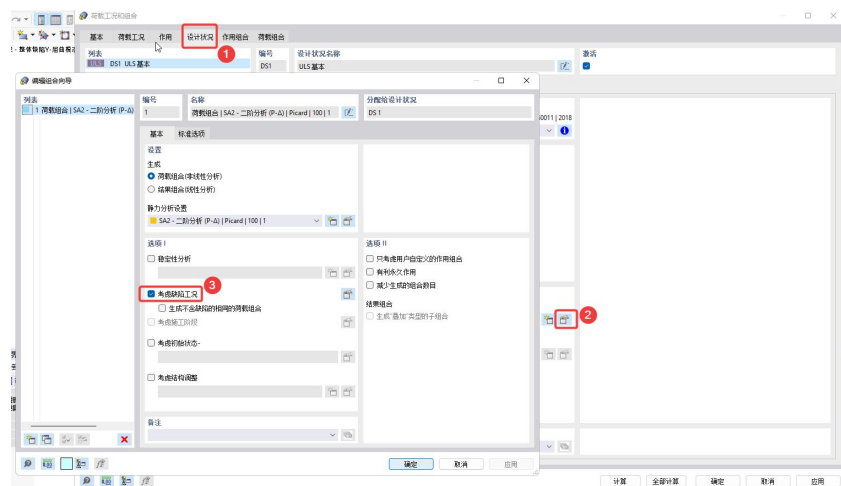 荷载工况和组合
基本 荷载工况 作用 设计状况 作用组合 荷载组合
1
列表 编号 设计状况名称 激活
ULS DS1 ULS 基本 DS1 ULS 基本
编辑组合向导
列表 编号 名称 分配给设计状况
1 荷载组合 | SA2 - 二阶分析 (P-Δ) 1 荷载组合 | SA2 - 二阶分析 (P-Δ) | Picard | 100 | 1 DS 1
基本 标准选项
设置
生成
荷载组合(非线性分析)
结果组合(线性分析)
静力分析设置
SA2 - 二阶分析 (P-Δ) | Picard | 100 | 1
选项 I 选项 II
稳定性分析 只考虑用户自定义的作用组合
有利永久作用
3
考虑缺陷工况 减少生成的组合数目
生成不含缺陷的相同的荷载组合 结果组合
考虑施工阶段 生成"叠加"类型的子组合
2
考虑初始状态-
考虑结构调整
备注
确定 取消 应用
计算 全部计算 确定 取消 应用